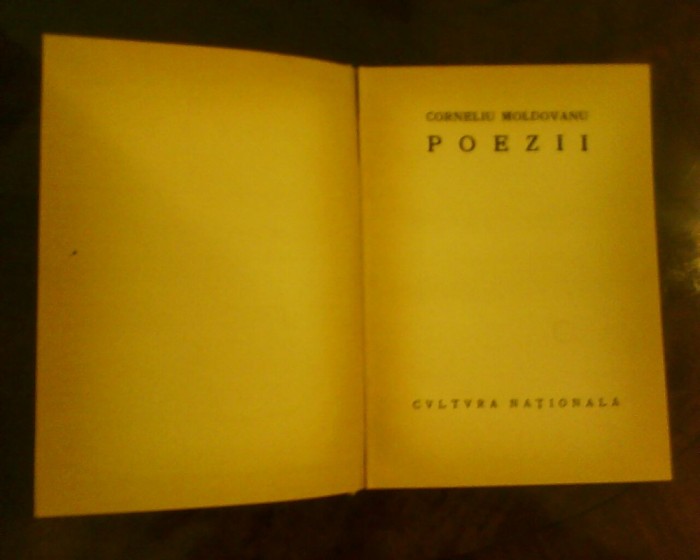 CORNELIU MOLDOVANU
POEZII
CVLTVRA NAȚIONALA